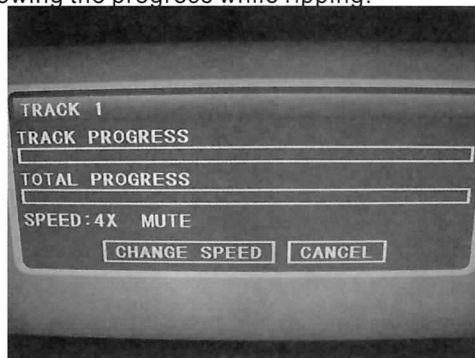 owing the progress while ripping.
TRACK 1
TRACK PROGRESS
TOTAL PROGRESS
SPEED:4X MUTE
CHANGE SPEED CANCEL